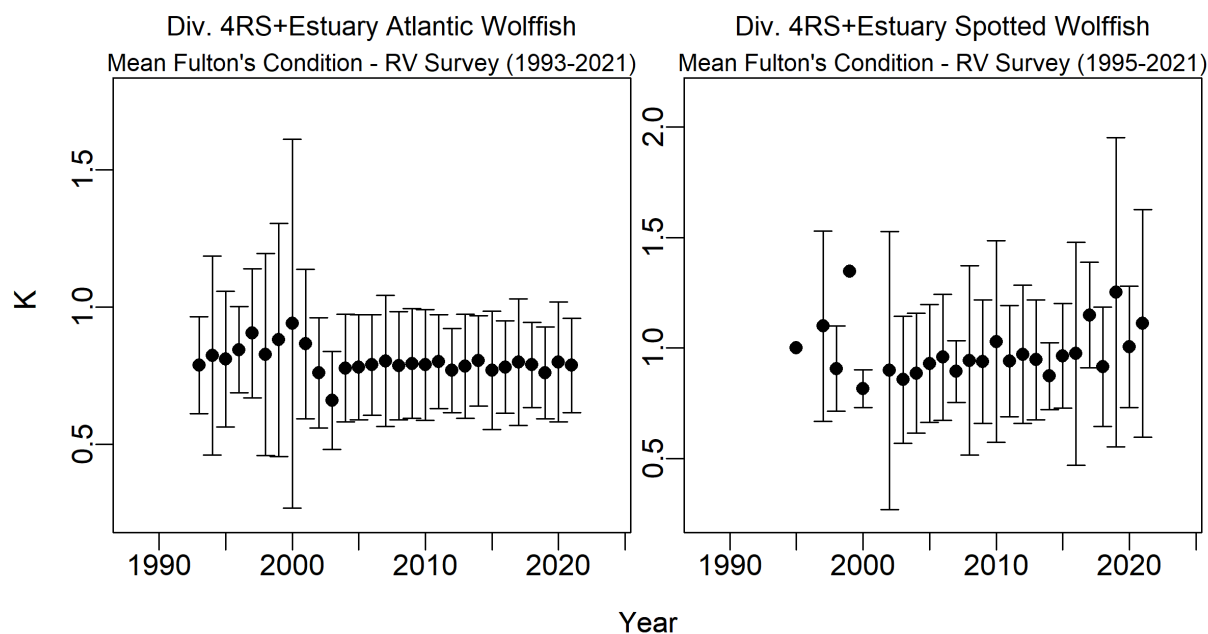 Div. 4RS+Estuary Atlantic Wolffish
Mean Fulton's Condition - RV Survey (1993-2021)
K
1.5
1.0
0.5
1990 2000 2010 2020
Div. 4RS+Estuary Spotted Wolffish
Mean Fulton's Condition - RV Survey (1995-2021)
2.0
1.5
1.0
0.5
1990 2000 2010 2020
Year